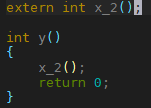 extern int x_2();
int y()
{
    x_2();
    return 0;
}